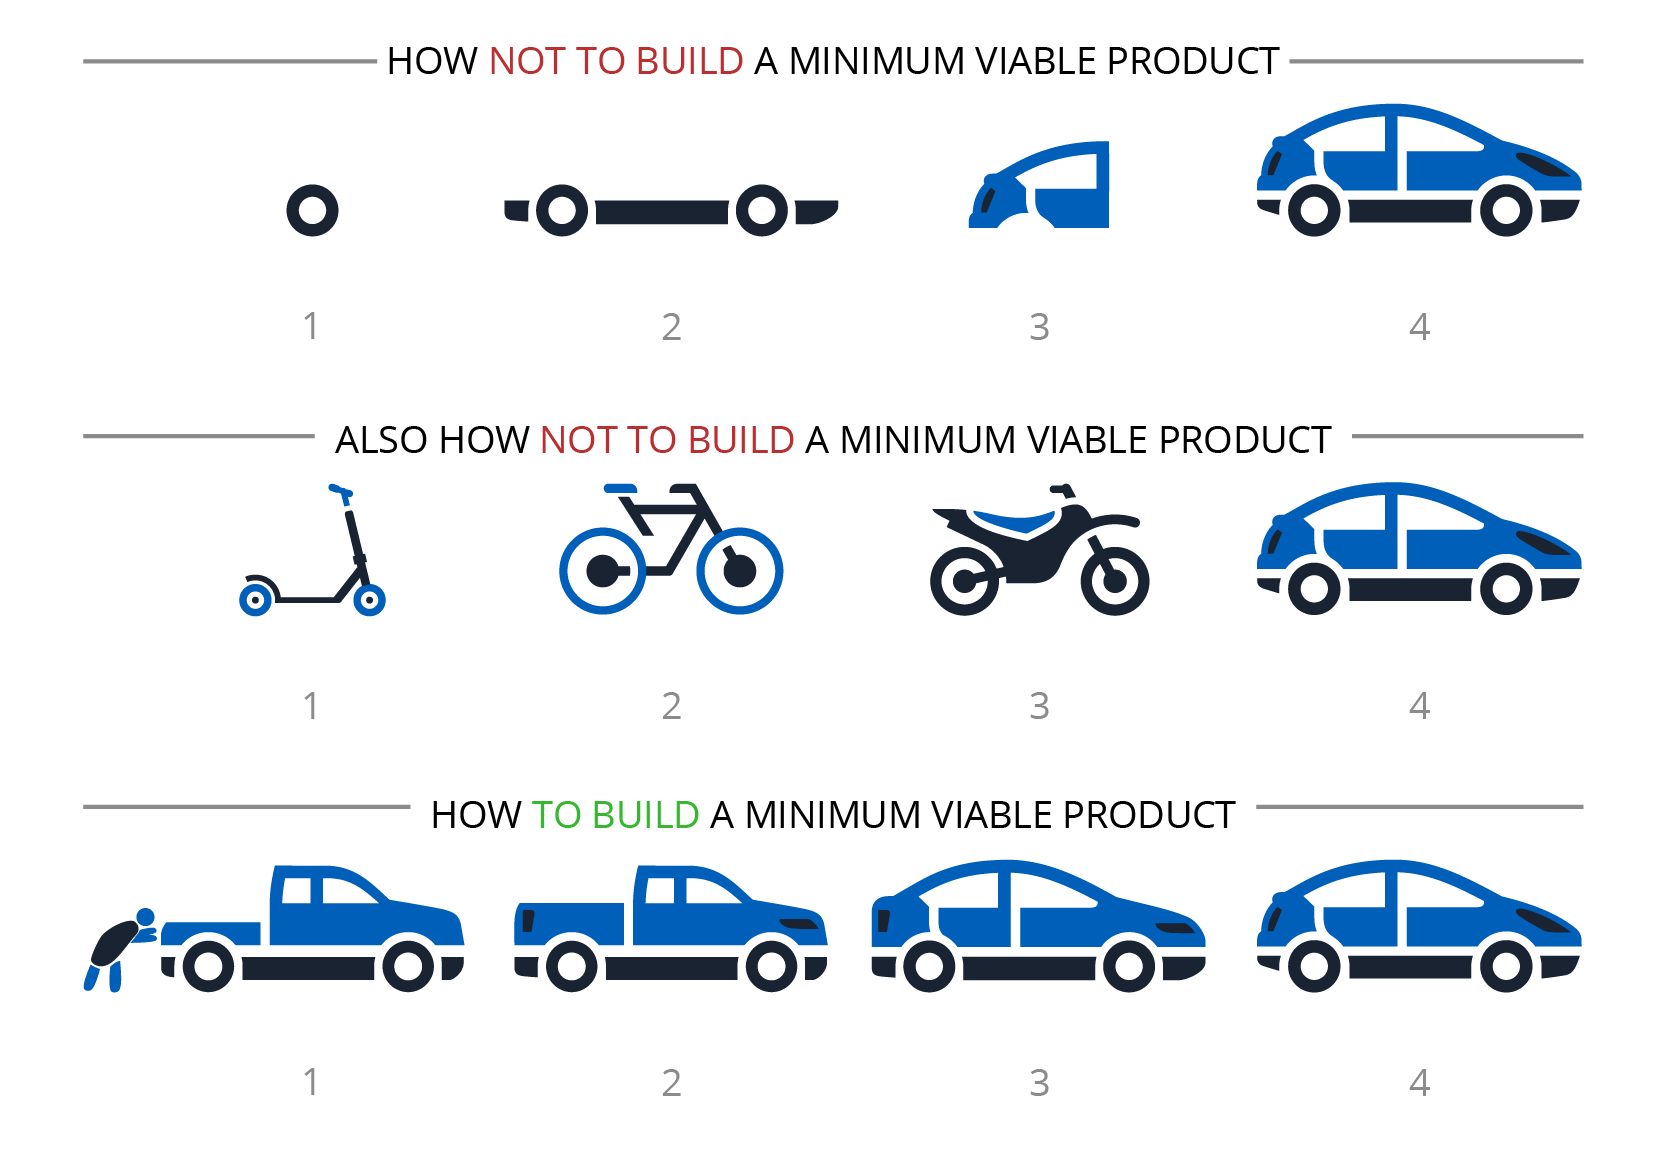 HOW NOT TO BUILD A MINIMUM VIABLE PRODUCT
1 2 3 4
ALSO HOW NOT TO BUILD A MINIMUM VIABLE PRODUCT
1 2 3 4
HOW TO BUILD A MINIMUM VIABLE PRODUCT
1 2 3 4